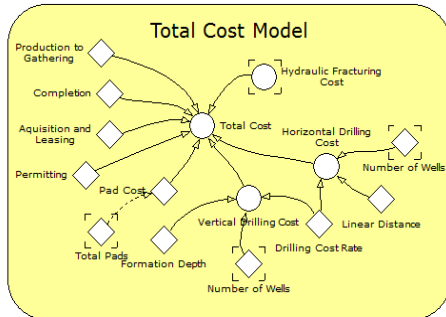 Total Cost Model
Production to
Gathering
Hydraulic Fracturing
Cost
Completion
Total Cost
Aquisition and
Leasing
Horizontal Drilling
Cost
Number of Wells
Permitting
Pad Cost
Linear Distance
Vertical Drilling Cost
Total Pads
Formation Depth
Drilling Cost Rate
Number of Wells